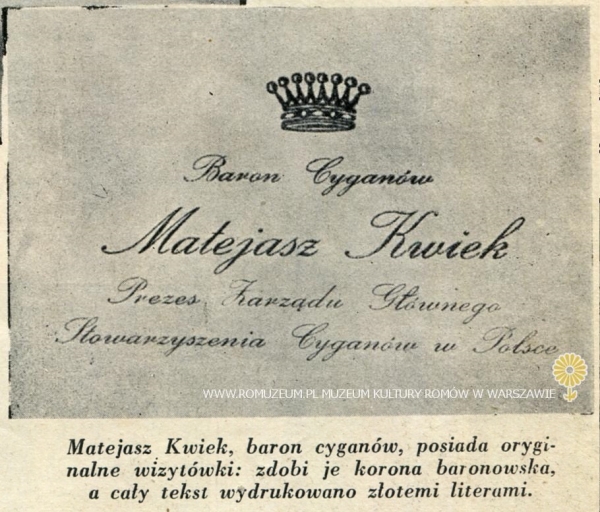 Baron Cyganów
Matejasz Kwiek
Prezes Zarządu Głównego
Stowarzyszenia Cyganów w Polsce
WWW.ROMUZEUM.PL MUZEUM KULTURY ROMÓW W WARSZAWIE
Matejasz Kwiek, baron cyganów, posiada orygi-
nalne wizytówki: zdobi je korona baronowska,
a cały tekst wydrukowano złotemi literami.